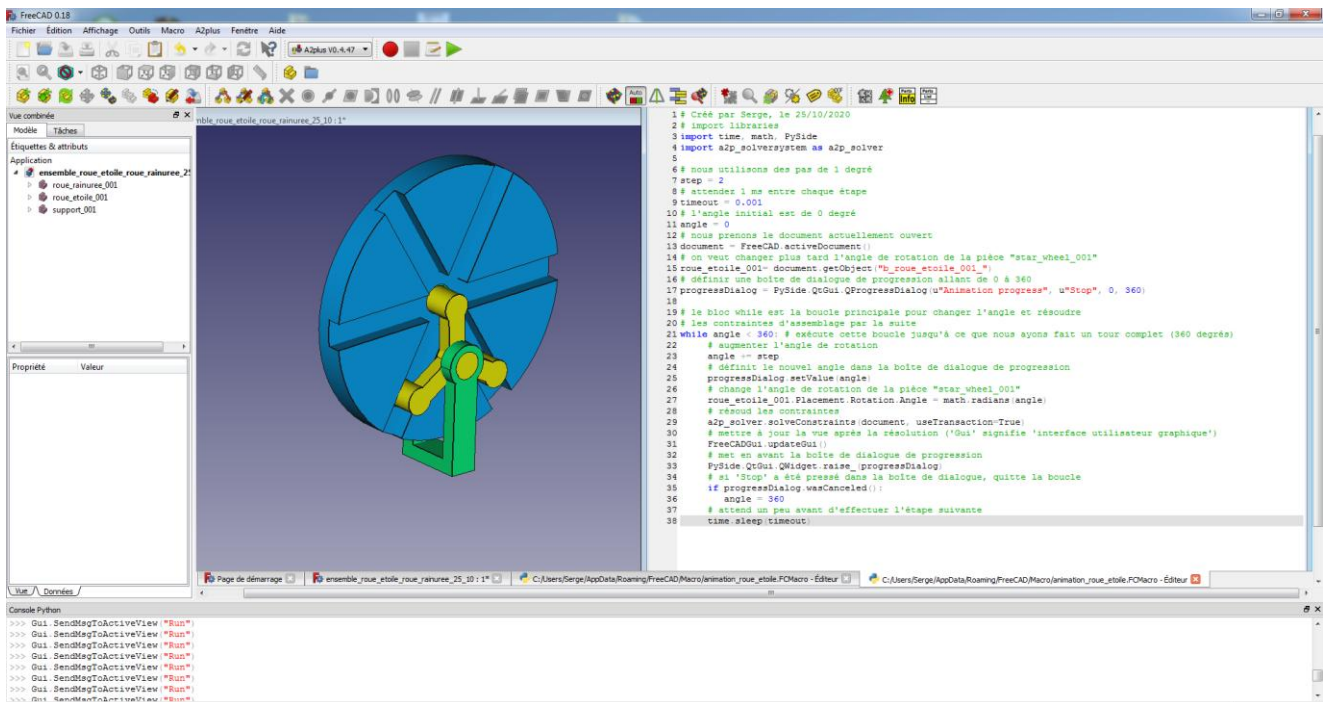 FreeCAD 0.18
Fichier Édition Affichage Outils Macro A2plus Fenêtre Aide
A2plus V0.4.47
Auto
Parts Info
Parts List
Vue combinée
Modèle Tâches
Étiquettes & attributs
Application
ensemble_roue_etoile_roue_rainuree_2
roue_rainuree_001
roue_etoile_001
support_001
Propriété Valeur
Vue Données
mble_roue_etoile_roue_rainuree_25_10 : 1*
1 # Créé par Serge, le 25/10/2020
2 # import libraries
3 import time, math, PySide
4 import a2p_solversystem as a2p_solver
5
6 # nous utilisons des pas de 1 degré
7 step = 2
8 # attendez 1 ms entre chaque étape
9 timeout = 0.001
10 # l'angle initial est de 0 degré
11 angle = 0
12 # nous prenons le document actuellement ouvert
13 document = FreeCAD.activeDocument()
14 # on veut changer plus tard l'angle de rotation de la pièce "star_wheel_001"
15 roue_etoile_001= document.getObject("b_roue_etoile_001_")
16 # définir une boîte de dialogue de progression allant de 0 à 360
17 progressDialog = PySide.QtGui.QProgressDialog(u"Animation progress", u"Stop", 0, 360)
18
19 # le bloc while est la boucle principale pour changer l'angle et résoudre
20 # les contraintes d'assemblage par la suite
21 while angle < 360: # exécute cette boucle jusqu'à ce que nous ayons fait un tour complet (360 degrés)
22 # augmenter l'angle de rotation
23 angle += step
24 # définit le nouvel angle dans la boîte de dialogue de progression
25 progressDialog.setValue(angle)
26 # change l'angle de rotation de la pièce "star_wheel_001"
27 roue_etoile_001.Placement.Rotation.Angle = math.radians(angle)
28 # résoud les contraintes
29 a2p_solver.solveConstraints(document, useTransaction=True)
30 # mettre à jour la vue après la résolution ('Gui' signifie 'interface utilisateur graphique')
31 FreeCADGui.updateGui()
32 # met en avant la boîte de dialogue de progression
33 PySide.QtGui.QWidget.raise_(progressDialog)
34 # si 'Stop' a été pressé dans la boîte de dialogue, quitte la boucle
35 if progressDialog.wasCanceled():
36 angle = 360
37 # attend un peu avant d'effectuer l'étape suivante
38 time.sleep(timeout)
Page de démarrage
ensemble_roue_etoile_roue_rainuree_25_10 : 1*
C:/Users/Serge/AppData/Roaming/FreeCAD/Macro/animation_roue_etoile.FCMacro - Éditeur
C:/Users/Serge/AppData/Roaming/FreeCAD/Macro/animation_roue_etoile.FCMacro - Éditeur
Console Python
>>> Gui.SendMsgToActiveView("Run")
>>> Gui.SendMsgToActiveView("Run")
>>> Gui.SendMsgToActiveView("Run")
>>> Gui.SendMsgToActiveView("Run")
>>> Gui.SendMsgToActiveView("Run")
>>> Gui.SendMsgToActiveView("Run")
>>> Gui.SendMsgToActiveView("Run")